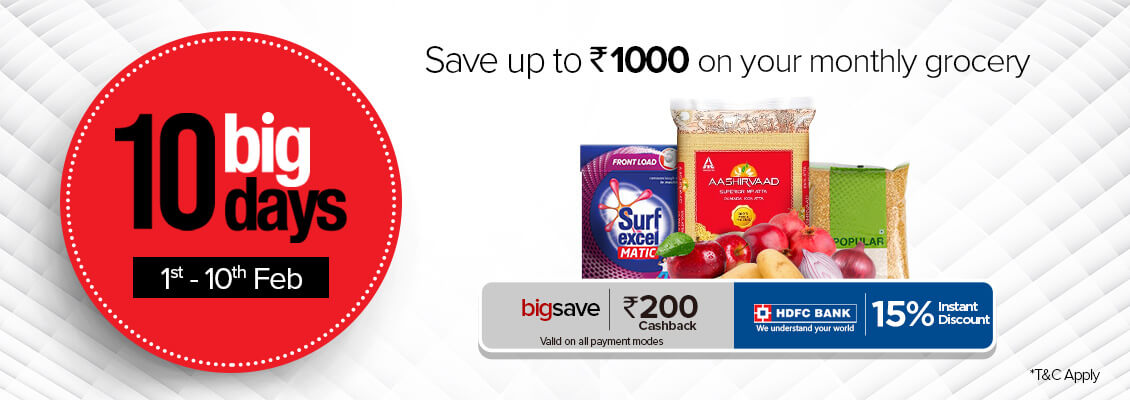 10 big
days
1st - 10th Feb
Save up to ₹1000 on your monthly grocery
FRONT LOAD
Surf
excel
MATIC
AASHIRVAAD
SUPERIOR MP ATTA
POPULAR
bigsave
₹200
Cashback
Valid on all payment modes
HDFC BANK
We understand your world
15% Instant
Discount
*T&C Apply